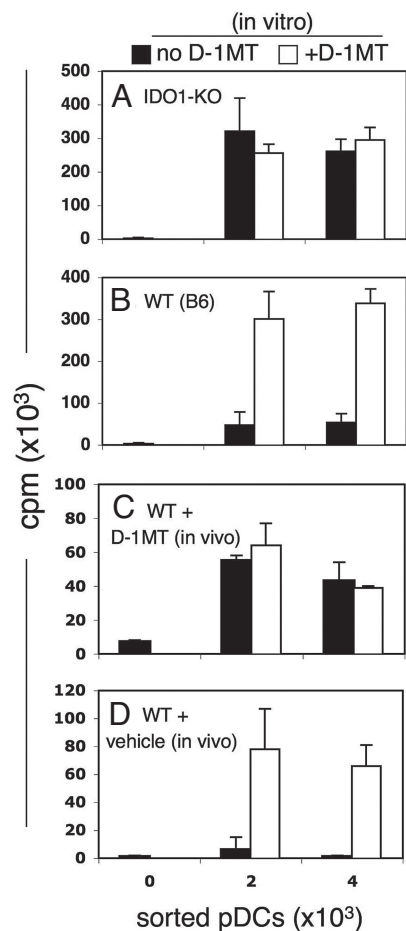 (in vitro)
no D-1MT +D-1MT
500
A IDO1-KO
400
300
200
100
0
400
B WT (B6)
300
200
100
0
100
C WT +
80
D-1MT (in vivo)
60
40
20
0
120
D WT +
100
vehicle (in vivo)
80
60
40
20
0
cpm (x10³)
0 2 4
sorted pDCs (x10³)